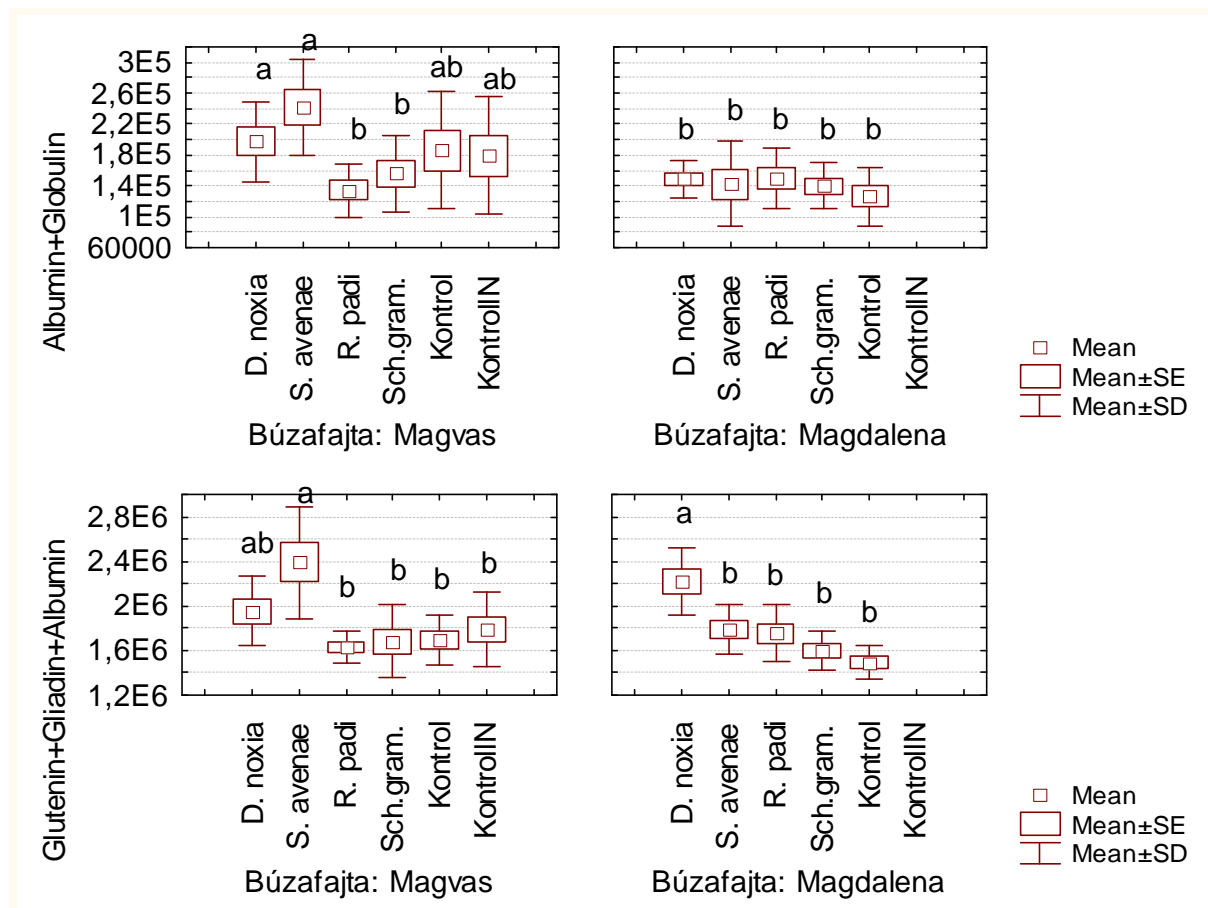 Albumin+Globulin
3E5
2,6E5
2,2E5
1,8E5
1,4E5
1E5
60000
a
a
b
b
ab
ab
D. noxia
S. avenae
R. padi
Sch.gram.
Kontrol
KontrollN
Búzafajta: Magvas
b
b
b
b
b
D. noxia
S. avenae
R. padi
Sch.gram.
Kontrol
KontrollN
Búzafajta: Magdalena
Mean
Mean±SE
Mean±SD
Glutenin+Gliadin+Albumin
2,8E6
2,4E6
2E6
1,6E6
1,2E6
ab
a
b
b
b
b
D. noxia
S. avenae
R. padi
Sch.gram.
Kontrol
KontrollN
Búzafajta: Magvas
a
b
b
b
b
D. noxia
S. avenae
R. padi
Sch.gram.
Kontrol
KontrollN
Búzafajta: Magdalena
Mean
Mean±SE
Mean±SD